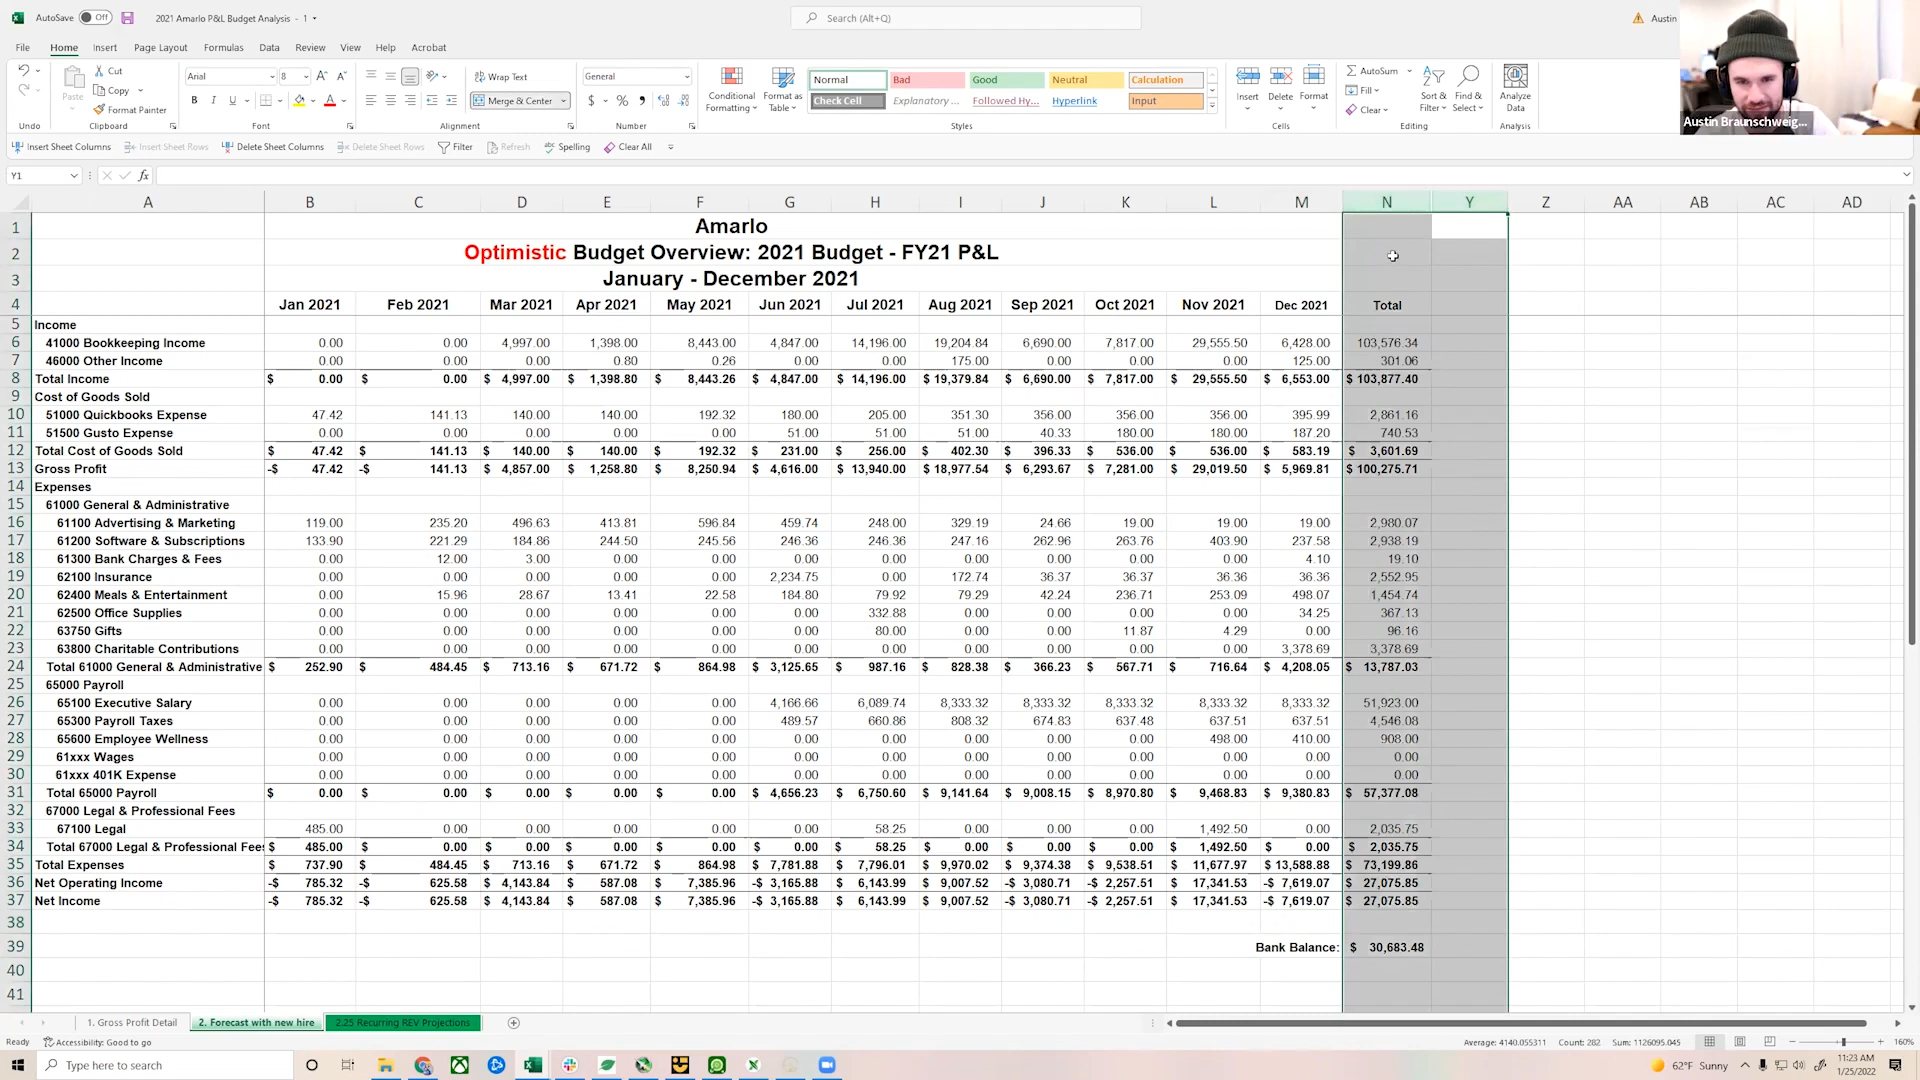 AutoSave Off 2021 Amarlo P&L Budget Analysis - 1 Search (Alt+Q) Austin
File Home Insert Page Layout Formulas Data Review View Help Acrobat
Undo Paste Cut Copy Format Painter Clipboard
Arial 8 B I U Font
Wrap Text Merge & Center Alignment
General $ % , Number
Conditional Formatting Format as Table Normal Bad Good Neutral Calculation
Check Cell Explanatory ... Followed Hy... Hyperlink Input Styles
Insert Delete Format Cells
AutoSum Fill Clear Sort & Filter Find & Select Editing
Analyze Data Analysis
Austin Braunschweig...
Insert Sheet Columns Insert Sheet Rows Delete Sheet Columns Delete Sheet Rows Filter Refresh Spelling Clear All
Y1 fx
A B C D E F G H I J K L M N Y Z AA AB AC AD
1 Amarlo
2 Optimistic Budget Overview: 2021 Budget - FY21 P&L
3 January - December 2021
4 Jan 2021 Feb 2021 Mar 2021 Apr 2021 May 2021 Jun 2021 Jul 2021 Aug 2021 Sep 2021 Oct 2021 Nov 2021 Dec 2021 Total
5 Income
6 41000 Bookkeeping Income 0.00 0.00 4,997.00 1,398.00 8,443.00 4,847.00 14,196.00 19,204.84 6,690.00 7,817.00 29,555.50 6,428.00 103,576.34
7 46000 Other Income 0.00 0.00 0.00 0.80 0.26 0.00 0.00 175.00 0.00 0.00 0.00 125.00 301.06
8 Total Income $ 0.00 $ 0.00 $ 4,997.00 $ 1,398.80 $ 8,443.26 $ 4,847.00 $ 14,196.00 $ 19,379.84 $ 6,690.00 $ 7,817.00 $ 29,555.50 $ 6,553.00 $ 103,877.40
9 Cost of Goods Sold
10 51000 Quickbooks Expense 47.42 141.13 140.00 140.00 192.32 180.00 205.00 351.30 356.00 356.00 356.00 395.99 2,861.16
11 51500 Gusto Expense 0.00 0.00 0.00 0.00 0.00 51.00 51.00 51.00 40.33 180.00 180.00 187.20 740.53
12 Total Cost of Goods Sold $ 47.42 $ 141.13 $ 140.00 $ 140.00 $ 192.32 $ 231.00 $ 256.00 $ 402.30 $ 396.33 $ 536.00 $ 536.00 $ 583.19 $ 3,601.69
13 Gross Profit -$ 47.42 -$ 141.13 $ 4,857.00 $ 1,258.80 $ 8,250.94 $ 4,616.00 $ 13,940.00 $ 18,977.54 $ 6,293.67 $ 7,281.00 $ 29,019.50 $ 5,969.81 $ 100,275.71
14 Expenses
15 61000 General & Administrative
16 61100 Advertising & Marketing 119.00 235.20 496.63 413.81 596.84 459.74 248.00 329.19 24.66 19.00 19.00 19.00 2,980.07
17 61200 Software & Subscriptions 133.90 221.29 184.86 244.50 245.56 246.36 246.36 247.16 262.96 263.76 403.90 237.58 2,938.19
18 61300 Bank Charges & Fees 0.00 12.00 3.00 0.00 0.00 0.00 0.00 0.00 0.00 0.00 0.00 4.10 19.10
19 62100 Insurance 0.00 0.00 0.00 0.00 0.00 2,234.75 0.00 172.74 36.37 36.37 36.36 36.36 2,552.95
20 62400 Meals & Entertainment 0.00 15.96 28.67 13.41 22.58 184.80 79.92 79.29 42.24 236.71 253.09 498.07 1,454.74
21 62500 Office Supplies 0.00 0.00 0.00 0.00 0.00 0.00 332.88 0.00 0.00 0.00 0.00 34.25 367.13
22 63750 Gifts 0.00 0.00 0.00 0.00 0.00 0.00 80.00 0.00 0.00 11.87 4.29 0.00 96.16
23 63800 Charitable Contributions 0.00 0.00 0.00 0.00 0.00 0.00 0.00 0.00 0.00 0.00 0.00 3,378.69 3,378.69
24 Total 61000 General & Administrative $ 252.90 $ 484.45 $ 713.16 $ 671.72 $ 864.98 $ 3,125.65 $ 987.16 $ 828.38 $ 366.23 $ 567.71 $ 716.64 $ 4,208.05 $ 13,787.03
25 65000 Payroll
26 65100 Executive Salary 0.00 0.00 0.00 0.00 0.00 4,166.66 6,089.74 8,333.32 8,333.32 8,333.32 8,333.32 8,333.32 51,923.00
27 65300 Payroll Taxes 0.00 0.00 0.00 0.00 0.00 489.57 660.86 808.32 674.83 637.48 637.51 637.51 4,546.08
28 65600 Employee Wellness 0.00 0.00 0.00 0.00 0.00 0.00 0.00 0.00 0.00 0.00 498.00 410.00 908.00
29 61xxx Wages 0.00 0.00 0.00 0.00 0.00 0.00 0.00 0.00 0.00 0.00 0.00 0.00 0.00
30 61xxx 401K Expense 0.00 0.00 0.00 0.00 0.00 0.00 0.00 0.00 0.00 0.00 0.00 0.00 0.00
31 Total 65000 Payroll $ 0.00 $ 0.00 $ 0.00 $ 0.00 $ 0.00 $ 4,656.23 $ 6,750.60 $ 9,141.64 $ 9,008.15 $ 8,970.80 $ 9,468.83 $ 9,380.83 $ 57,377.08
32 67000 Legal & Professional Fees
33 67100 Legal 485.00 0.00 0.00 0.00 0.00 0.00 58.25 0.00 0.00 0.00 1,492.50 0.00 2,035.75
34 Total 67000 Legal & Professional Fees $ 485.00 $ 0.00 $ 0.00 $ 0.00 $ 0.00 $ 0.00 $ 58.25 $ 0.00 $ 0.00 $ 0.00 $ 1,492.50 $ 0.00 $ 2,035.75
35 Total Expenses $ 737.90 $ 484.45 $ 713.16 $ 671.72 $ 864.98 $ 7,781.88 $ 7,796.01 $ 9,970.02 $ 9,374.38 $ 9,538.51 $ 11,677.97 $ 13,588.88 $ 73,199.86
36 Net Operating Income -$ 785.32 -$ 625.58 $ 4,143.84 $ 587.08 $ 7,385.96 -$ 3,165.88 $ 6,143.99 $ 9,007.52 -$ 3,080.71 -$ 2,257.51 $ 17,341.53 -$ 7,619.07 $ 27,075.85
37 Net Income -$ 785.32 -$ 625.58 $ 4,143.84 $ 587.08 $ 7,385.96 -$ 3,165.88 $ 6,143.99 $ 9,007.52 -$ 3,080.71 -$ 2,257.51 $ 17,341.53 -$ 7,619.07 $ 27,075.85
38
39 Bank Balance: $ 30,683.48
40
41
1. Gross Profit Detail 2. Forecast with new hire 2.25 Recurring REV Projections
Ready Accessibility: Good to go Average: 4140.055311 Count: 282 Sum: 1126095.045 160%
Type here to search 62°F Sunny 11:23 AM
1/25/2022